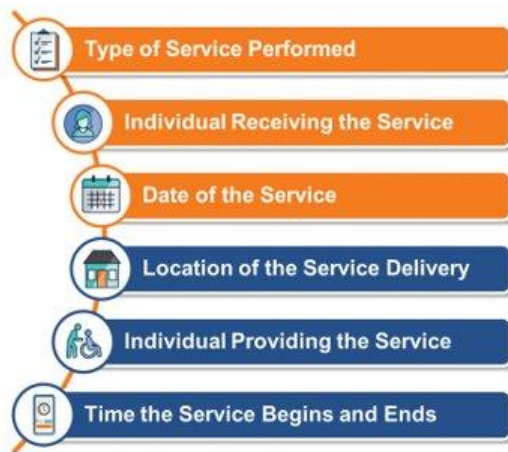 Type of Service Performed
Individual Receiving the Service
Date of the Service
Location of the Service Delivery
Individual Providing the Service
Time the Service Begins and Ends